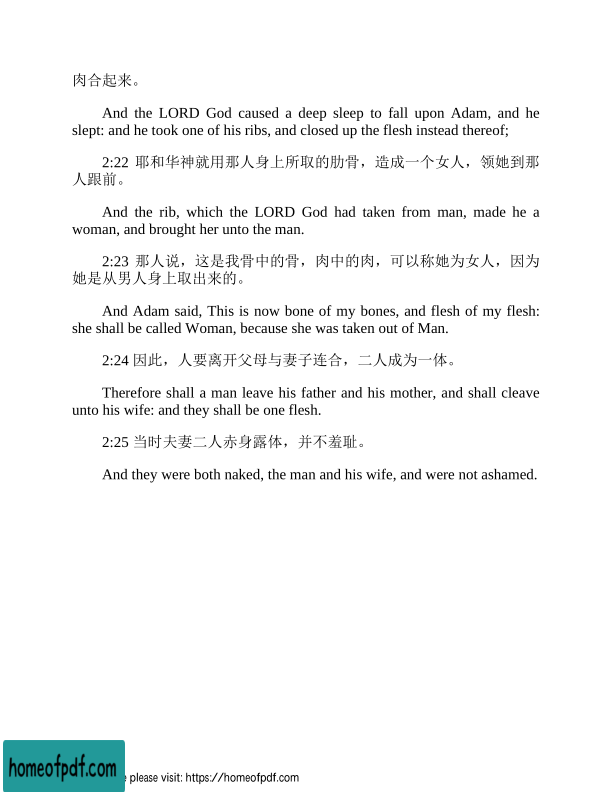 肉合起来。
And the LORD God caused a deep sleep to fall upon Adam, and he
slept: and he took one of his ribs, and closed up the flesh instead thereof;
2:22 耶和华神就用那人身上所取的肋骨，造成一个女人，领她到那
人跟前。
And the rib, which the LORD God had taken from man, made he a
woman, and brought her unto the man.
2:23 那人说，这是我骨中的骨，肉中的肉，可以称她为女人，因为
她是从男人身上取出来的。
And Adam said, This is now bone of my bones, and flesh of my flesh:
she shall be called Woman, because she was taken out of Man.
2:24 因此，人要离开父母与妻子连合，二人成为一体。
Therefore shall a man leave his father and his mother, and shall cleave
unto his wife: and they shall be one flesh.
2:25 当时夫妻二人赤身露体，并不羞耻。
And they were both naked, the man and his wife, and were not ashamed.
homeofpdf.com
please visit: https://homeofpdf.com